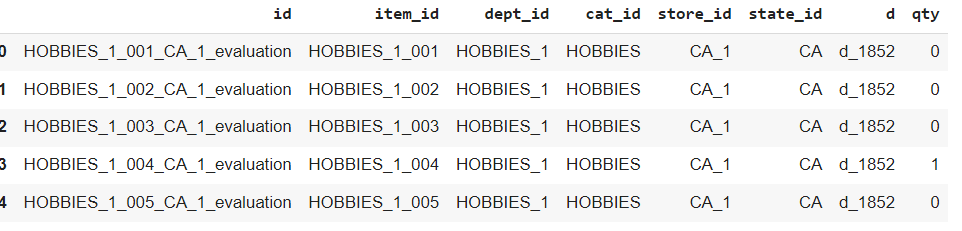 id item_id dept_id cat_id store_id state_id d qty
0 HOBBIES_1_001_CA_1_evaluation HOBBIES_1_001 HOBBIES_1 HOBBIES CA_1 CA d_1852 0
1 HOBBIES_1_002_CA_1_evaluation HOBBIES_1_002 HOBBIES_1 HOBBIES CA_1 CA d_1852 0
2 HOBBIES_1_003_CA_1_evaluation HOBBIES_1_003 HOBBIES_1 HOBBIES CA_1 CA d_1852 0
3 HOBBIES_1_004_CA_1_evaluation HOBBIES_1_004 HOBBIES_1 HOBBIES CA_1 CA d_1852 1
4 HOBBIES_1_005_CA_1_evaluation HOBBIES_1_005 HOBBIES_1 HOBBIES CA_1 CA d_1852 0